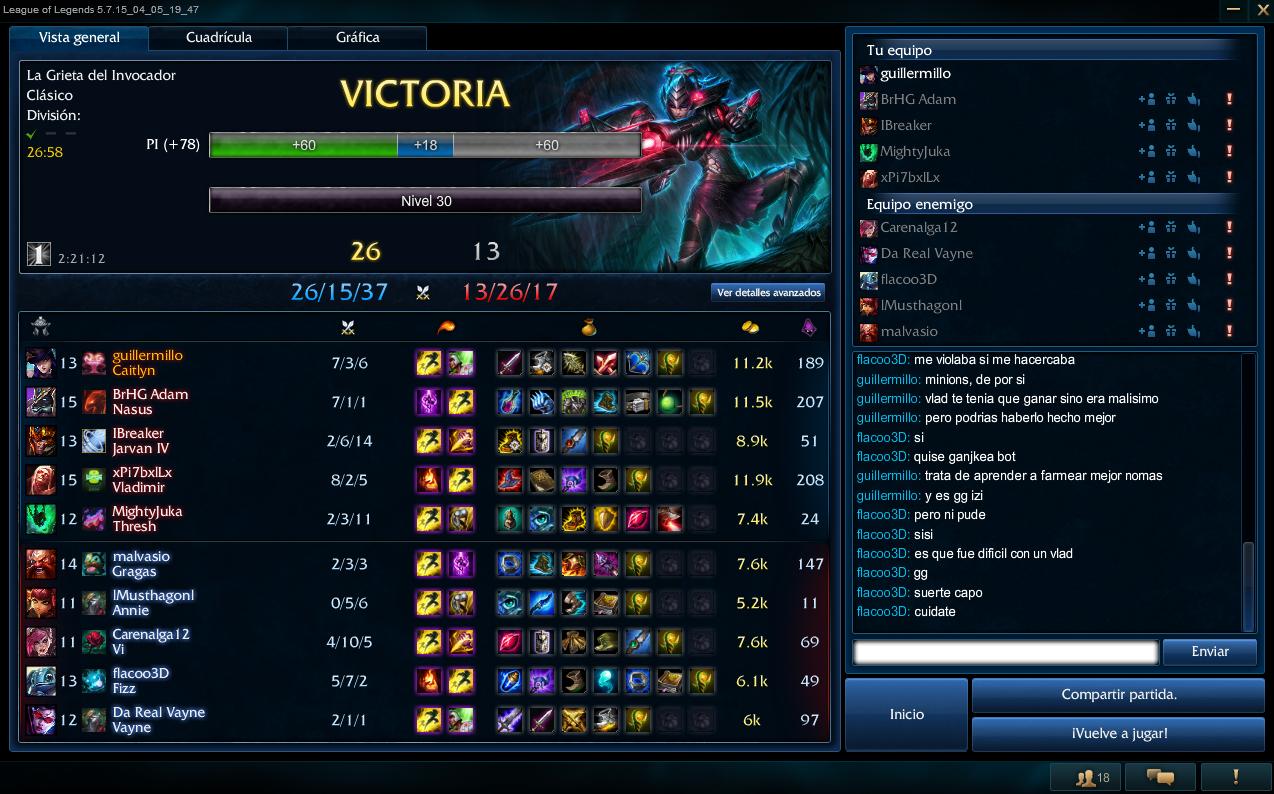 League of Legends 5.7.15_04_05_19_47
Vista general
Cuadrícula
Gráfica
La Grieta del Invocador
Clásico
División:
26:58
VICTORIA
PI (+78)
+60
+18
+60
Nivel 30
1
2:21:12
26
13
26/15/37
13/26/17
Ver detalles avanzados
13 guillermillo 7/3/6 11.2k 189
Caitlyn
15 BrHG Adam 7/1/1 11.5k 207
Nasus
13 IBreaker 2/6/14 8.9k 51
Jarvan IV
15 xPi7bxlLx 8/2/5 11.9k 208
Vladimir
12 MightyJuka 2/3/11 7.4k 24
Thresh
14 malvasio 2/3/3 7.6k 147
Gragas
11 lMusthagonl 0/5/6 5.2k 11
Annie
11 Carenalga12 4/10/5 7.6k 69
Vi
13 flacoo3D 5/7/2 6.1k 49
Fizz
12 Da Real Vayne 2/1/1 6k 97
Vayne
Tu equipo
guillermillo
BrHG Adam
IBreaker
MightyJuka
xPi7bxlLx
Equipo enemigo
Carenalga12
Da Real Vayne
flacoo3D
lMusthagonl
malvasio
flacoo3D: me violaba si me hacercaba
guillermillo: minions, de por si
guillermillo: vlad te tenia que ganar sino era malisimo
guillermillo: pero podrias haberlo hecho mejor
flacoo3D: si
flacoo3D: quise ganjkea bot
guillermillo: trata de aprender a farmear mejor nomas
guillermillo: y es gg izi
flacoo3D: pero ni pude
flacoo3D: sisi
flacoo3D: es que fue dificil con un vlad
flacoo3D: gg
flacoo3D: suerte capo
flacoo3D: cuidate
Enviar
Inicio
Compartir partida.
¡Vuelve a jugar!
18